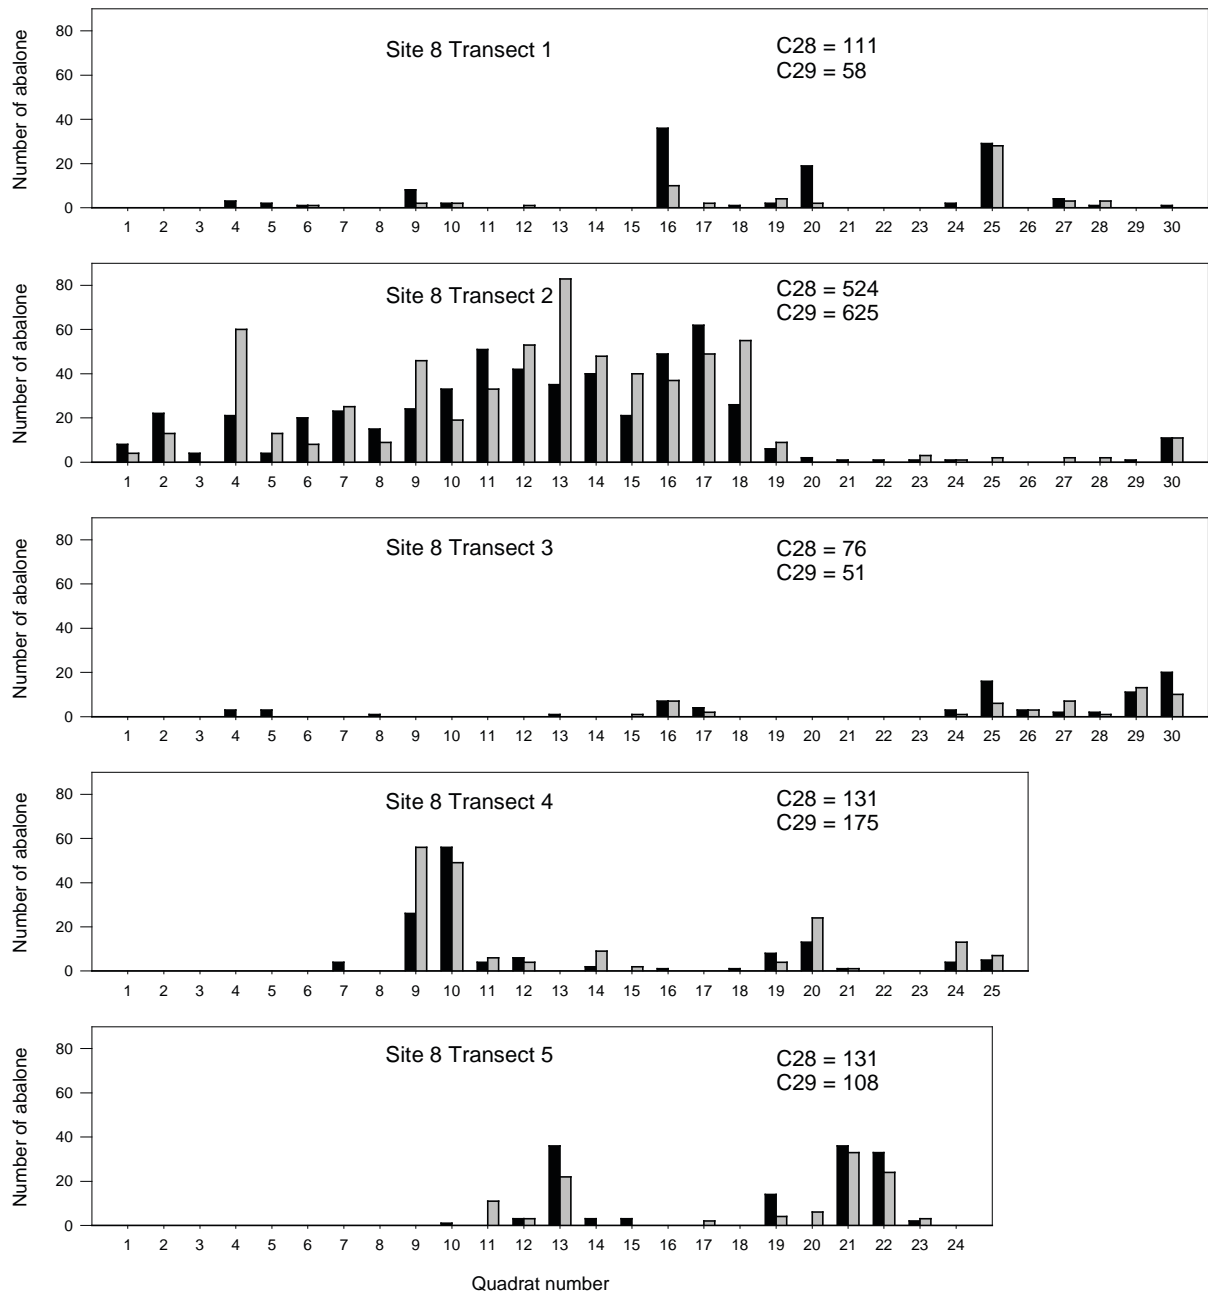 80
60
40
20
0
Number of abalone
Site 8 Transect 1
C28 = 111
C29 = 58
1 2 3 4 5 6 7 8 9 10 11 12 13 14 15 16 17 18 19 20 21 22 23 24 25 26 27 28 29 30
80
60
40
20
0
Number of abalone
Site 8 Transect 2
C28 = 524
C29 = 625
1 2 3 4 5 6 7 8 9 10 11 12 13 14 15 16 17 18 19 20 21 22 23 24 25 26 27 28 29 30
80
60
40
20
0
Number of abalone
Site 8 Transect 3
C28 = 76
C29 = 51
1 2 3 4 5 6 7 8 9 10 11 12 13 14 15 16 17 18 19 20 21 22 23 24 25 26 27 28 29 30
80
60
40
20
0
Number of abalone
Site 8 Transect 4
C28 = 131
C29 = 175
1 2 3 4 5 6 7 8 9 10 11 12 13 14 15 16 17 18 19 20 21 22 23 24 25
80
60
40
20
0
Number of abalone
Site 8 Transect 5
C28 = 131
C29 = 108
1 2 3 4 5 6 7 8 9 10 11 12 13 14 15 16 17 18 19 20 21 22 23 24
Quadrat number